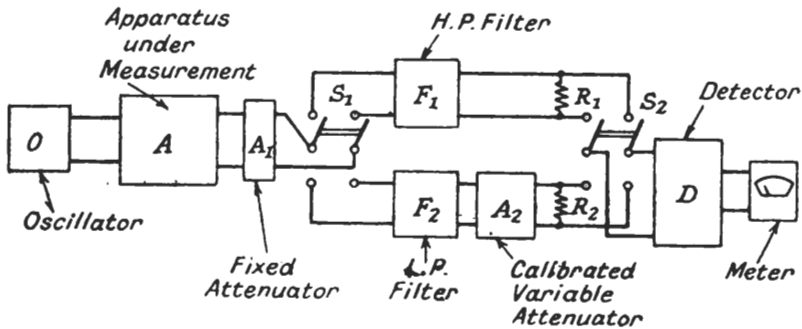 Apparatus
under
Measurement
H.P. Filter
S1
F1
R1
S2
Detector
O
A
A1
Oscillator
F2
A2
R2
D
Fixed
Attenuator
L.P.
Filter
Calibrated
Variable
Attenuator
Meter